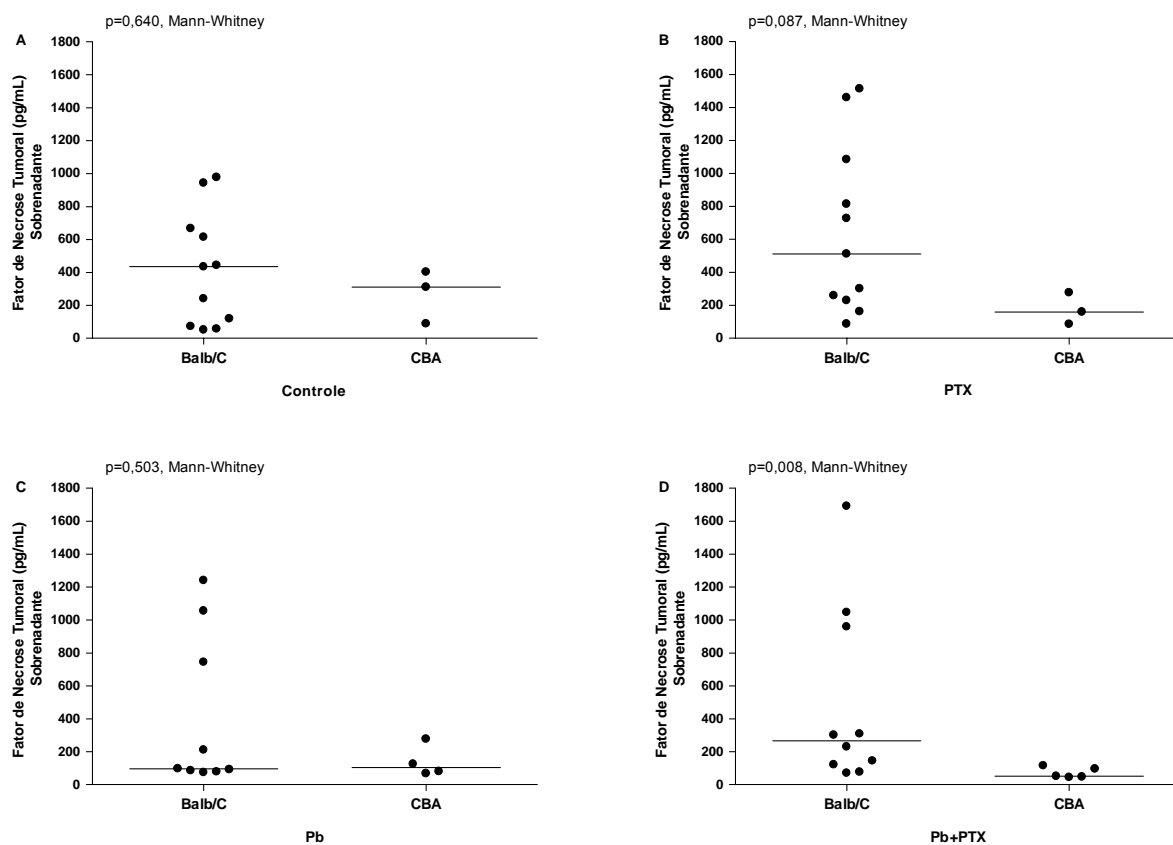 p=0,640, Mann-Whitney
A
Fator de Necrose Tumoral (pg/mL)
Sobrenadante
1800
1600
1400
1200
1000
800
600
400
200
0
Balb/C CBA
Controle
p=0,087, Mann-Whitney
B
Fator de Necrose Tumoral (pg/mL)
Sobrenadante
1800
1600
1400
1200
1000
800
600
400
200
0
Balb/C CBA
PTX
p=0,503, Mann-Whitney
C
Fator de Necrose Tumoral (pg/mL)
Sobrenadante
1800
1600
1400
1200
1000
800
600
400
200
0
Balb/C CBA
Pb
p=0,008, Mann-Whitney
D
Fator de Necrose Tumoral (pg/mL)
Sobrenadante
1800
1600
1400
1200
1000
800
600
400
200
0
Balb/C CBA
Pb+PTX